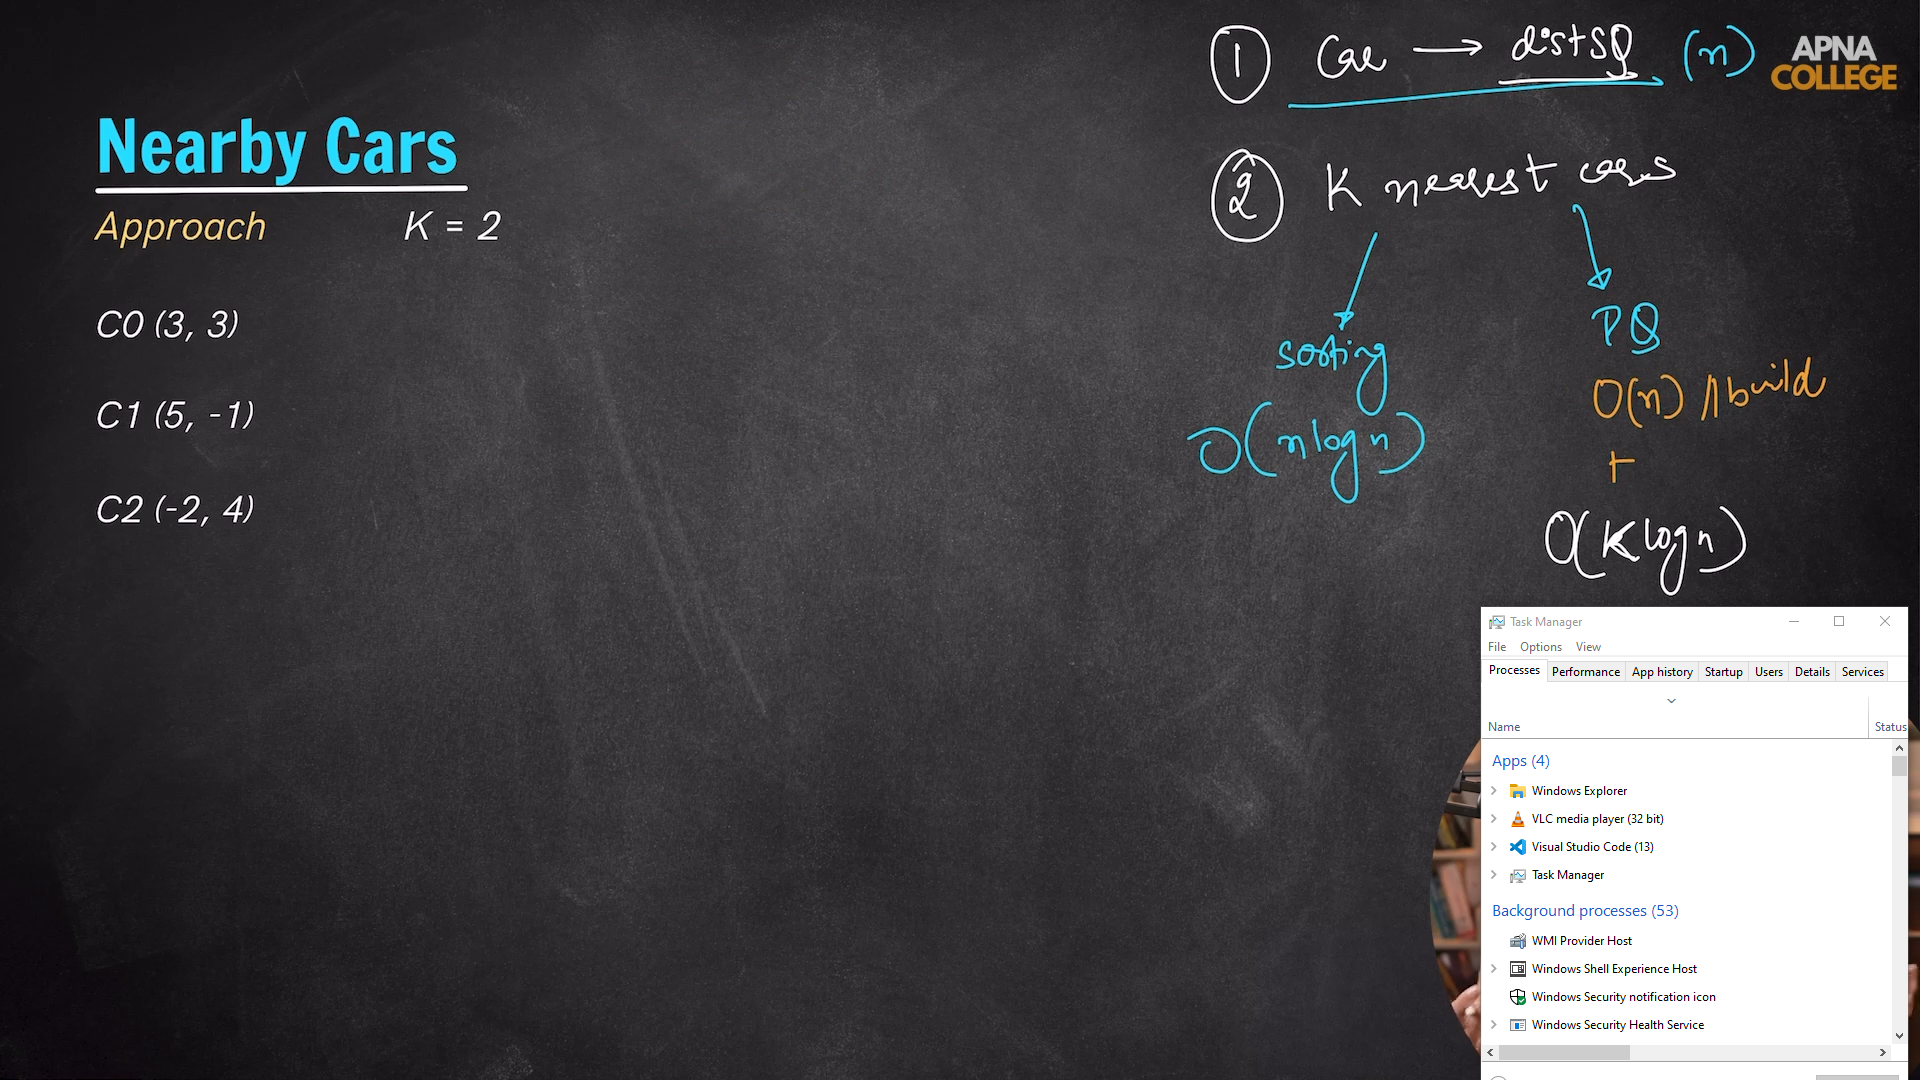 Nearby Cars
Approach K = 2
C0 (3, 3)
C1 (5, -1)
C2 (-2, 4)
① Car → distSQ (n)
② K nearest cars
sorting
O(n log n)
PQ
O(n) // build
+
O(K log n)
APNA
COLLEGE
Task Manager
File Options View
Processes Performance App history Startup Users Details Services
Name Status
Apps (4)
Windows Explorer
VLC media player (32 bit)
Visual Studio Code (13)
Task Manager
Background processes (53)
WMI Provider Host
Windows Shell Experience Host
Windows Security notification icon
Windows Security Health Service